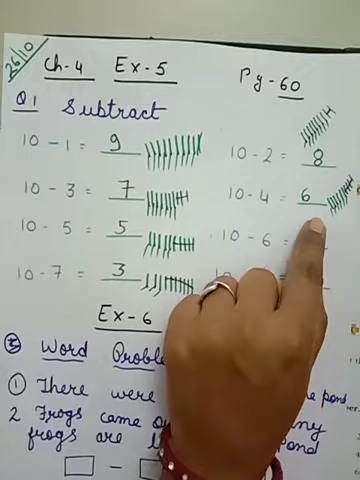 26/10
Ch-4 Ex-5 Pg-60
Q1 Subtract
10 - 1 = 9
10 - 2 = 8
10 - 3 = 7
10 - 4 = 6
10 - 5 = 5
10 - 6 =
10 - 7 = 3
Ex-6
Word
1 There were
2 Frogs came
frogs are